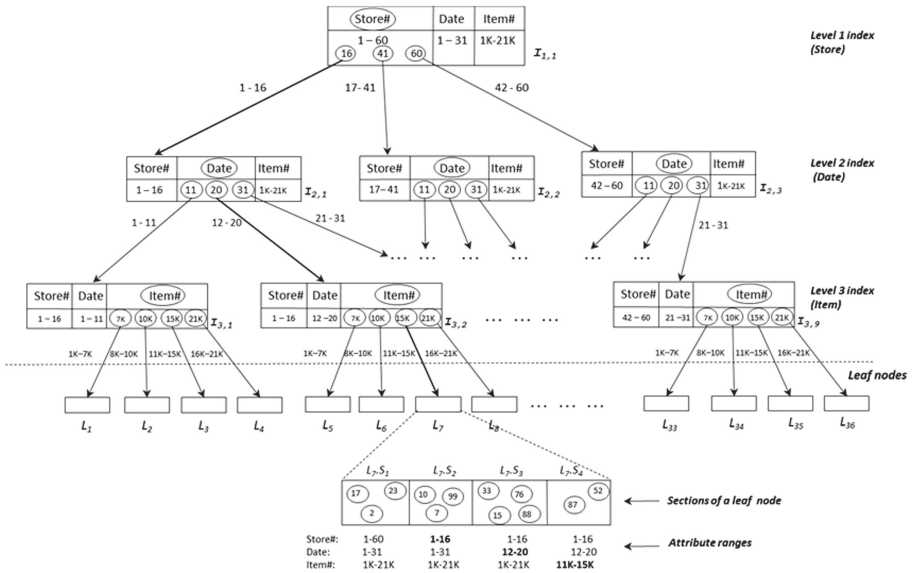 Store# Date Item#
1 – 60 1 – 31 1K-21K
16 41 60
I1,1
Level 1 index
(Store)
1 - 16 17- 41 42 - 60
Store# Date Item#
1 – 16 11 20 31 1K-21K
I2,1
Store# Date Item#
17- 41 11 20 31 1K-21K
I2,2
Store# Date Item#
42 – 60 11 20 31 1K-21K
I2,3
Level 2 index
(Date)
1 - 11 12 - 20 21 - 31 21 - 31
... ... ... ... ... ...
Store# Date Item#
1 – 16 1 – 11 7K 10K 15K 21K
I3,1
Store# Date Item#
1 – 16 12 –20 7K 10K 15K 21K
I3,2
... ... ...
Store# Date Item#
42 – 60 21 –31 7K 10K 15K 21K
I3,9
Level 3 index
(Item)
1K–7K 8K–10K 11K–15K 16K–21K 1K–7K 8K–10K 11K–15K 16K–21K 1K–7K 8K–10K 11K–15K 16K–21K
Leaf nodes
... ... ...
L1 L2 L3 L4 L5 L6 L7 L8 L33 L34 L35 L36
L7.S1 L7.S2 L7.S3 L7.S4
17 23 2 10 99 7 33 76 15 88 87 52
Sections of a leaf node
Attribute ranges
Store#: 1-60 1-16 1-16 1-16
Date: 1-31 1-31 12-20 12-20
Item#: 1K-21K 1K-21K 1K-21K 11K-15K